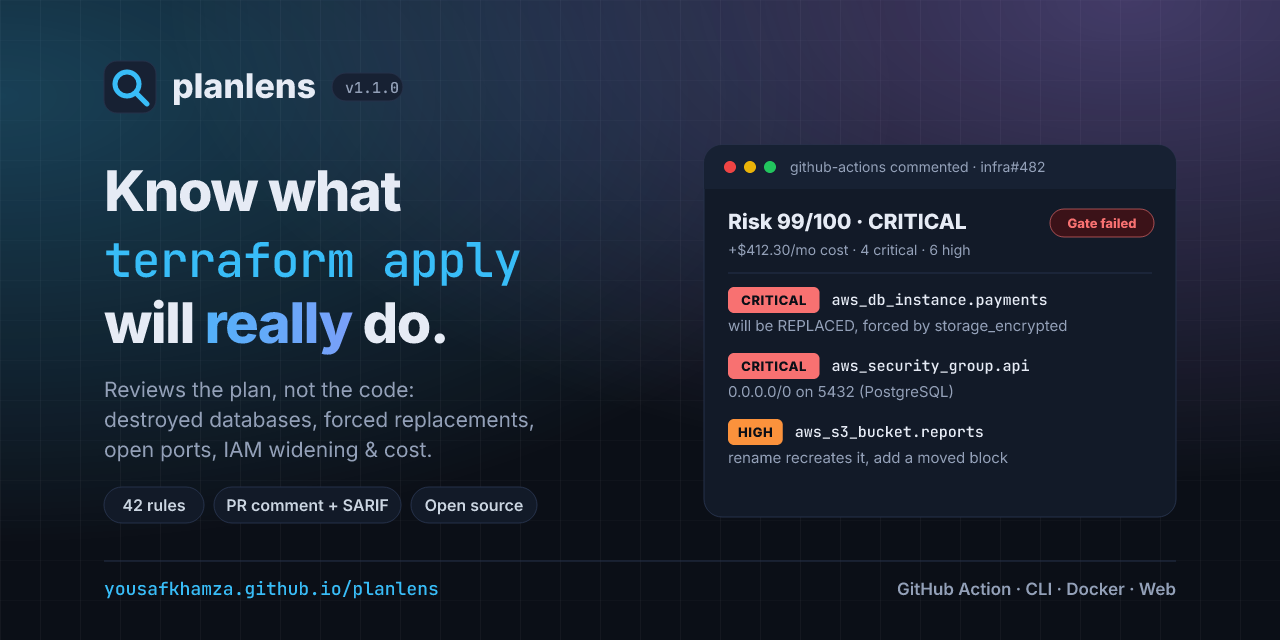 planlens v1.1.0
Know what
terraform apply
will really do.
Reviews the plan, not the code:
destroyed databases, forced replacements,
open ports, IAM widening & cost.
42 rules
PR comment + SARIF
Open source
github-actions commented · infra#482
Risk 99/100 · CRITICAL
Gate failed
+$412.30/mo cost · 4 critical · 6 high
CRITICAL aws_db_instance.payments
will be REPLACED, forced by storage_encrypted
CRITICAL aws_security_group.api
0.0.0.0/0 on 5432 (PostgreSQL)
HIGH aws_s3_bucket.reports
rename recreates it, add a moved block
yousafkhamza.github.io/planlens
GitHub Action · CLI · Docker · Web